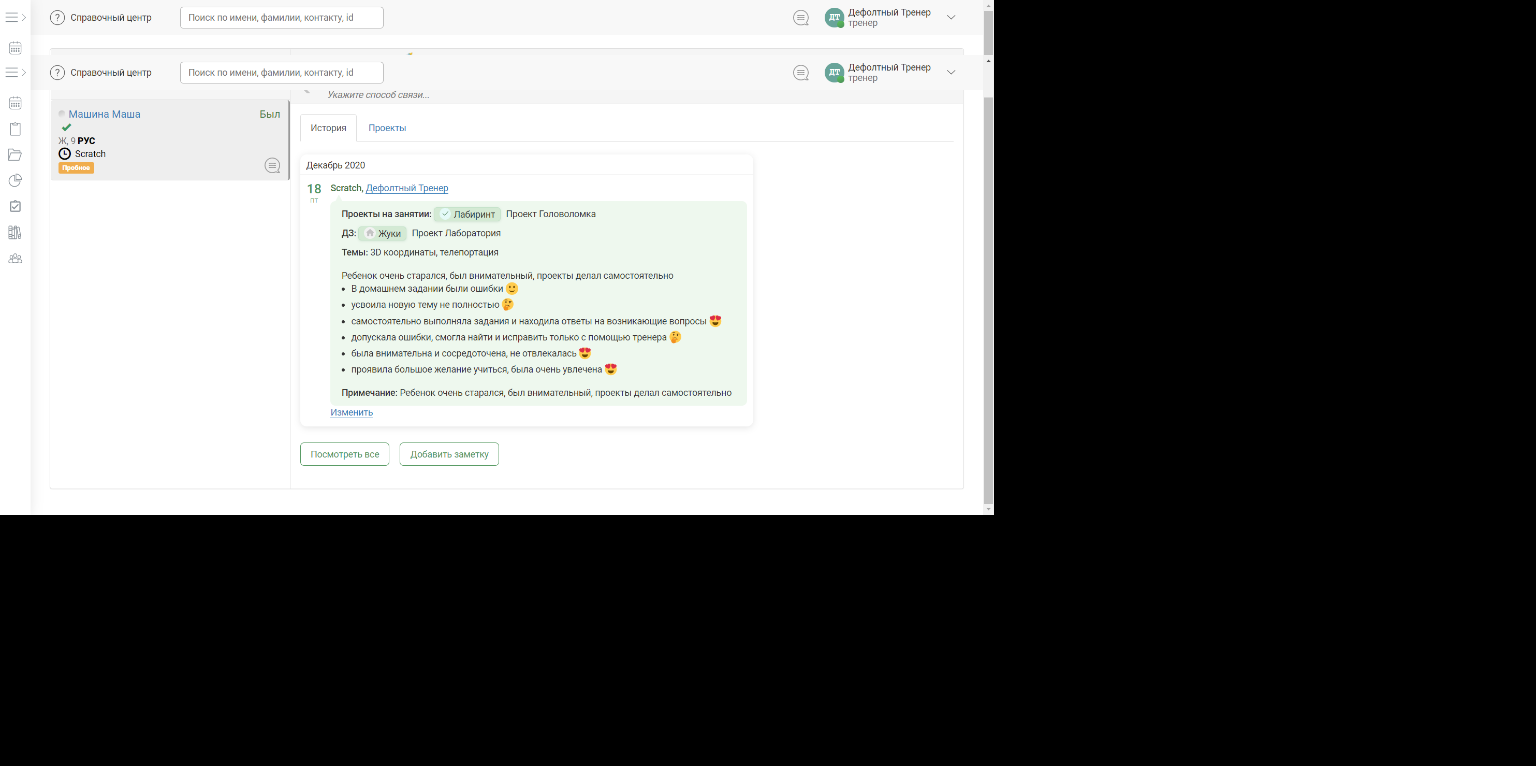 ? Справочный центр
Поиск по имени, фамилии, контакту, id
ДТ
Дефолтный Тренер
тренер
? Справочный центр
Поиск по имени, фамилии, контакту, id
ДТ
Дефолтный Тренер
тренер
Укажите способ связи...
Машина Маша
Был
Ж, 9 РУС
Scratch
Пробное
История
Проекты
Декабрь 2020
18
пт
Scratch, Дефолтный Тренер
Проекты на занятии: Лабиринт Проект Головоломка
ДЗ: Жуки Проект Лаборатория
Темы: 3D координаты, телепортация
Ребенок очень старался, был внимательный, проекты делал самостоятельно
• В домашнем задании были ошибки 🙂
• усвоила новую тему не полностью 🤔
• самостоятельно выполняла задания и находила ответы на возникающие вопросы 😍
• допускала ошибки, смогла найти и исправить только с помощью тренера 🤔
• была внимательна и сосредоточена, не отвлекалась 😍
• проявила большое желание учиться, была очень увлечена 😍
Примечание: Ребенок очень старался, был внимательный, проекты делал самостоятельно
Изменить
Посмотреть все
Добавить заметку